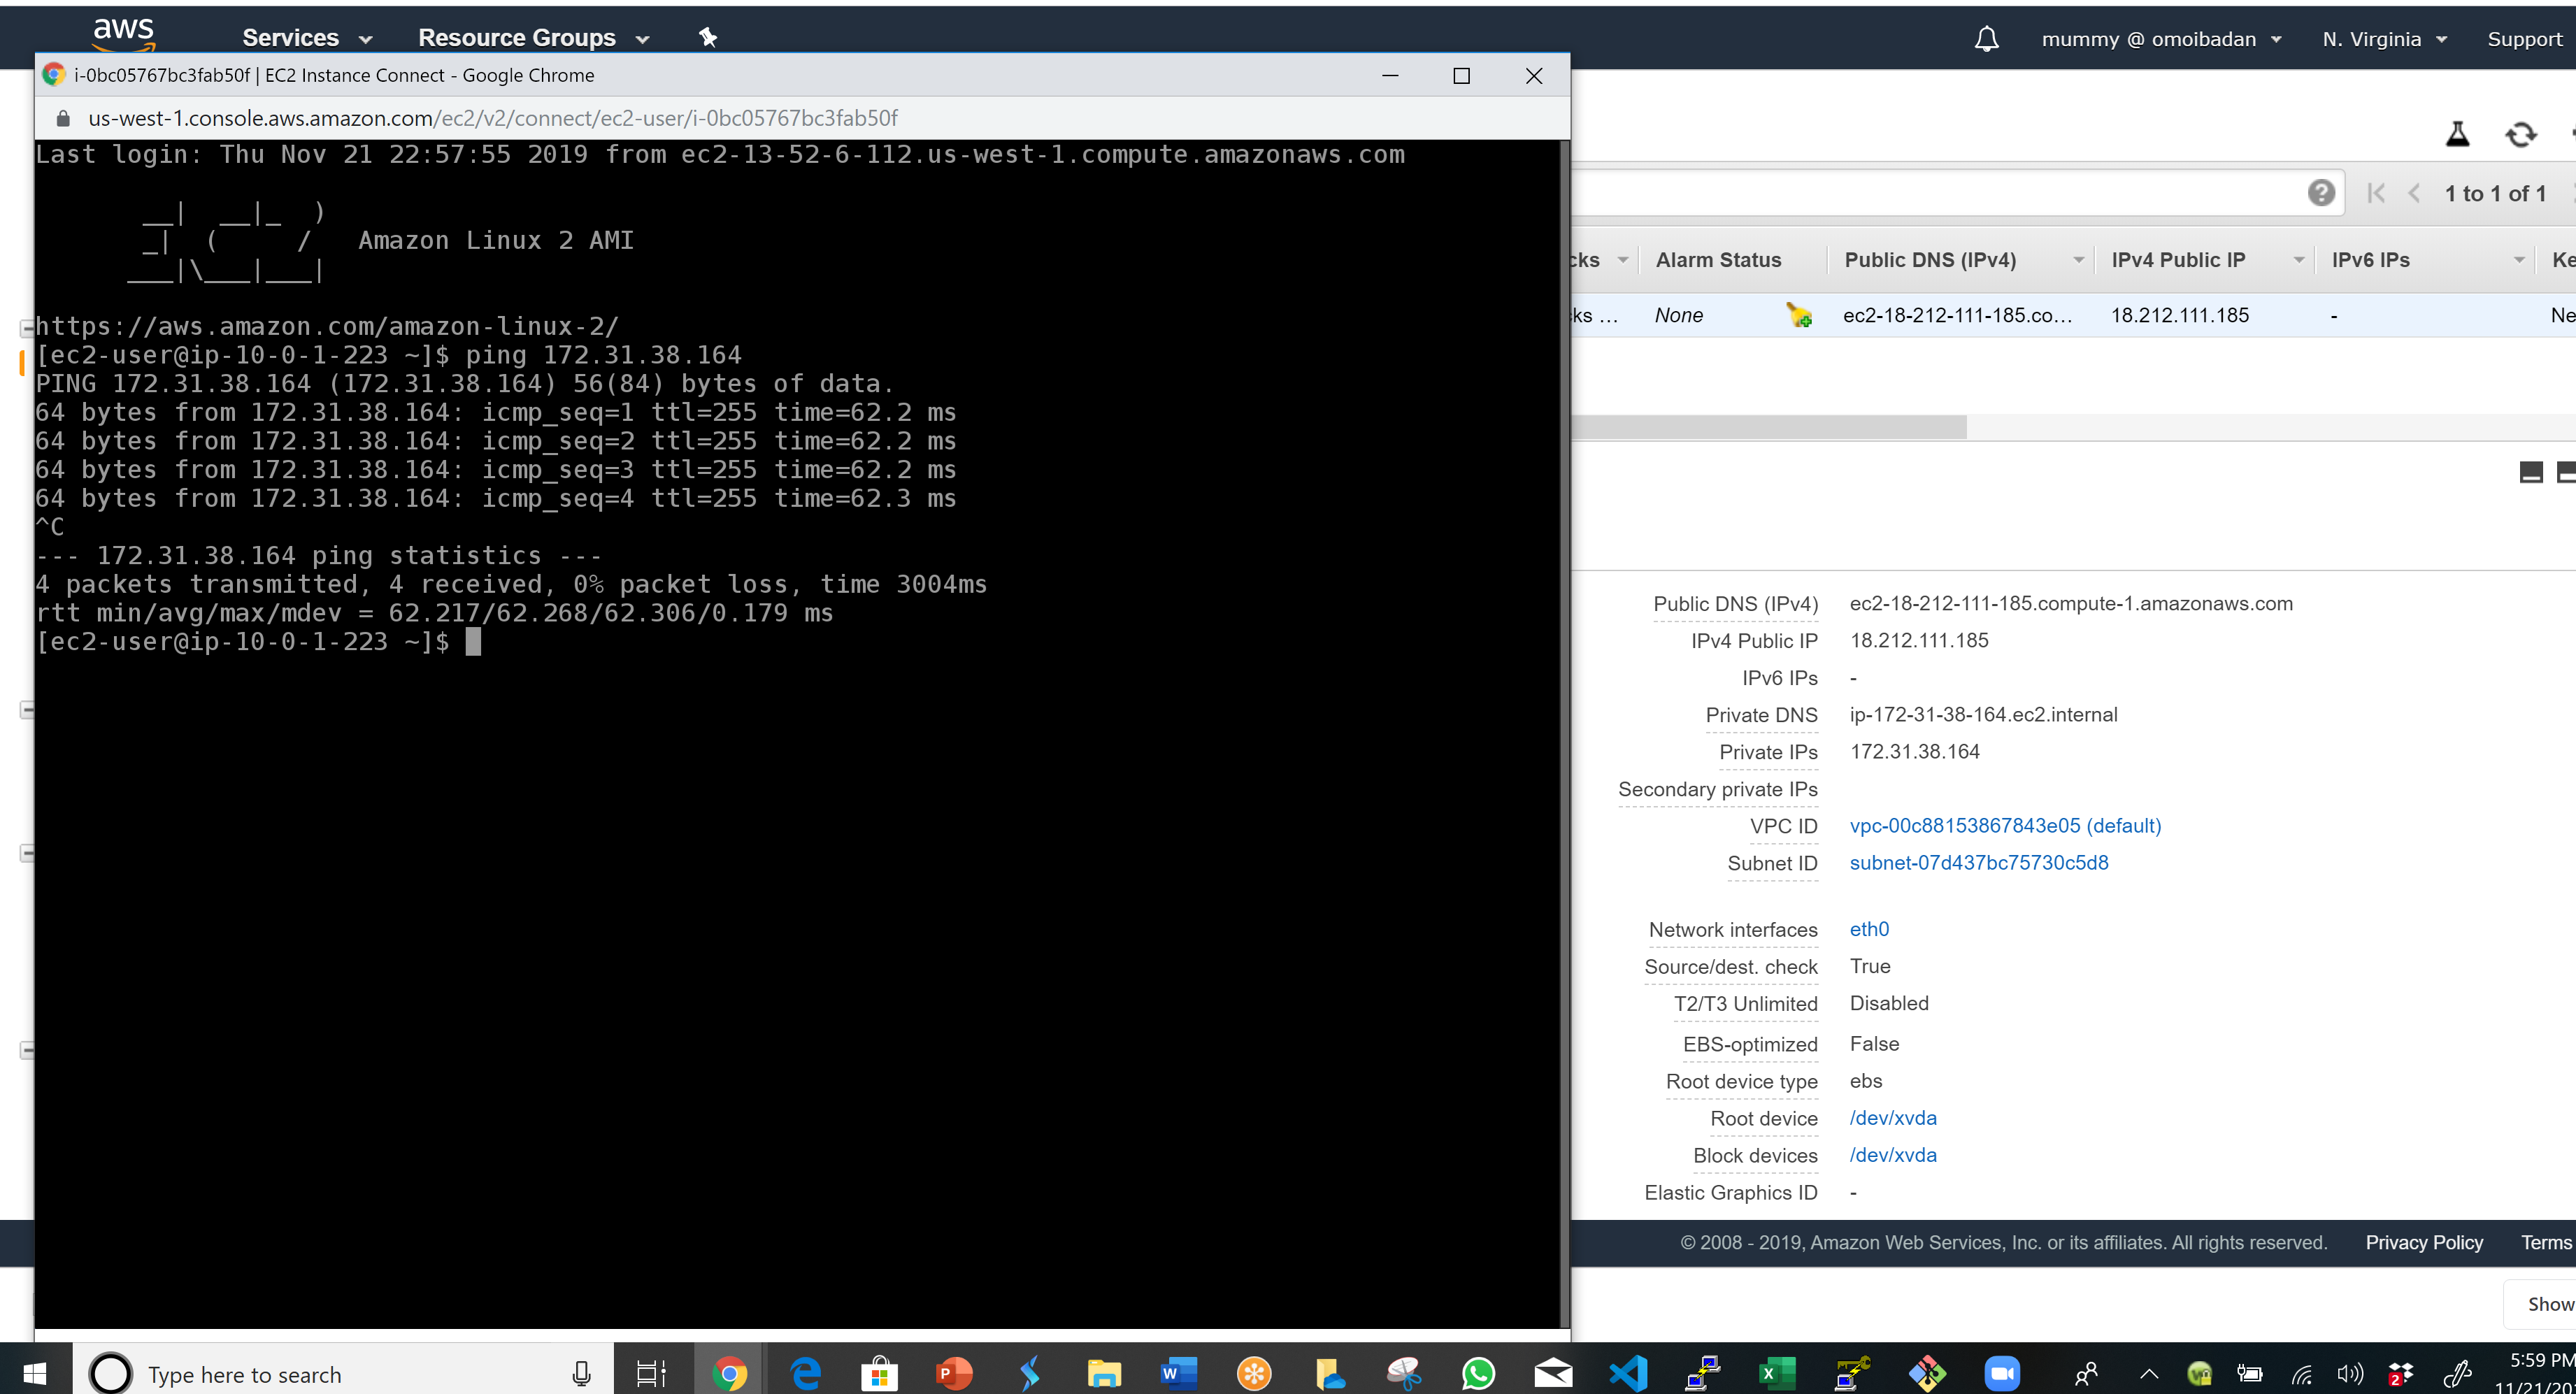 aws
Services
Resource Groups
mummy @ omoibadan
N. Virginia
Support
i-0bc05767bc3fab50f | EC2 Instance Connect - Google Chrome
us-west-1.console.aws.amazon.com/ec2/v2/connect/ec2-user/i-0bc05767bc3fab50f
Last login: Thu Nov 21 22:57:55 2019 from ec2-13-52-6-112.us-west-1.compute.amazonaws.com
       __|  __|_  )
       _|  (     /   Amazon Linux 2 AMI
      ___|\___|___|
https://aws.amazon.com/amazon-linux-2/
[ec2-user@ip-10-0-1-223 ~]$ ping 172.31.38.164
PING 172.31.38.164 (172.31.38.164) 56(84) bytes of data.
64 bytes from 172.31.38.164: icmp_seq=1 ttl=255 time=62.2 ms
64 bytes from 172.31.38.164: icmp_seq=2 ttl=255 time=62.2 ms
64 bytes from 172.31.38.164: icmp_seq=3 ttl=255 time=62.2 ms
64 bytes from 172.31.38.164: icmp_seq=4 ttl=255 time=62.3 ms
^C
--- 172.31.38.164 ping statistics ---
4 packets transmitted, 4 received, 0% packet loss, time 3004ms
rtt min/avg/max/mdev = 62.217/62.268/62.306/0.179 ms
[ec2-user@ip-10-0-1-223 ~]$
1 to 1 of 1
cks Alarm Status Public DNS (IPv4) IPv4 Public IP IPv6 IPs Ke
ks ... None ec2-18-212-111-185.co... 18.212.111.185 - Ne
Public DNS (IPv4) ec2-18-212-111-185.compute-1.amazonaws.com
IPv4 Public IP 18.212.111.185
IPv6 IPs -
Private DNS ip-172-31-38-164.ec2.internal
Private IPs 172.31.38.164
Secondary private IPs
VPC ID vpc-00c88153867843e05 (default)
Subnet ID subnet-07d437bc75730c5d8
Network interfaces eth0
Source/dest. check True
T2/T3 Unlimited Disabled
EBS-optimized False
Root device type ebs
Root device /dev/xvda
Block devices /dev/xvda
Elastic Graphics ID -
© 2008 - 2019, Amazon Web Services, Inc. or its affiliates. All rights reserved. Privacy Policy Terms
Show
Type here to search
5:59 PM
11/21/20